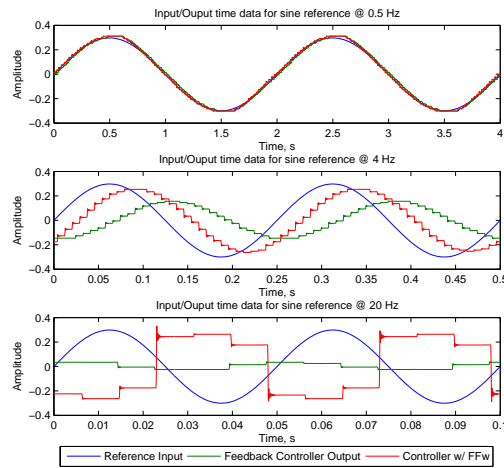 Input/Ouput time data for sine reference @ 0.5 Hz
0.4
0.2
0
−0.2
−0.4
Amplitude
0 0.5 1 1.5 2 2.5 3 3.5 4
Time, s
Input/Ouput time data for sine reference @ 4 Hz
0.4
0.2
0
−0.2
−0.4
Amplitude
0 0.05 0.1 0.15 0.2 0.25 0.3 0.35 0.4 0.45 0.5
Time, s
Input/Ouput time data for sine reference @ 20 Hz
0.4
0.2
0
−0.2
−0.4
Amplitude
0 0.01 0.02 0.03 0.04 0.05 0.06 0.07 0.08 0.09 0.1
Time, s
Reference Input Feedback Controller Output Controller w/ FFw